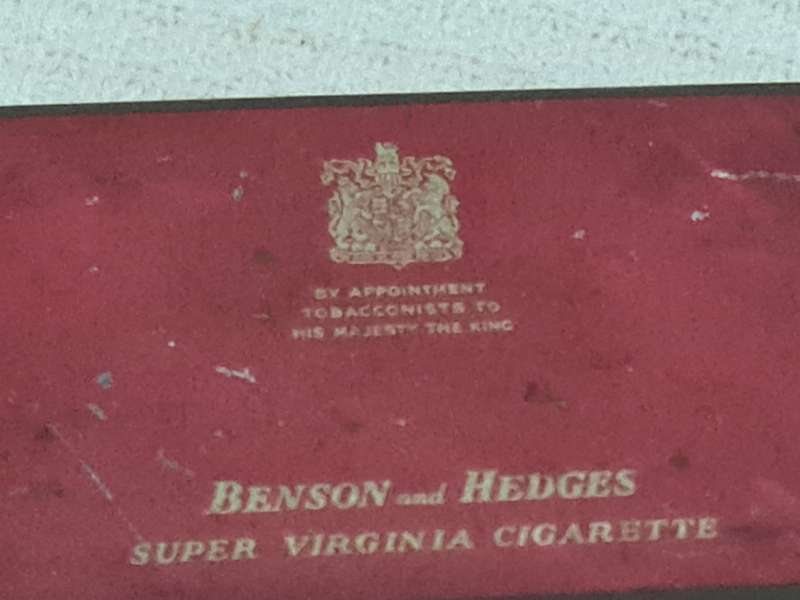 BY APPOINTMENT
TOBACCONISTS TO
HIS MAJESTY THE KING
BENSON and HEDGES
SUPER VIRGINIA CIGARETTE